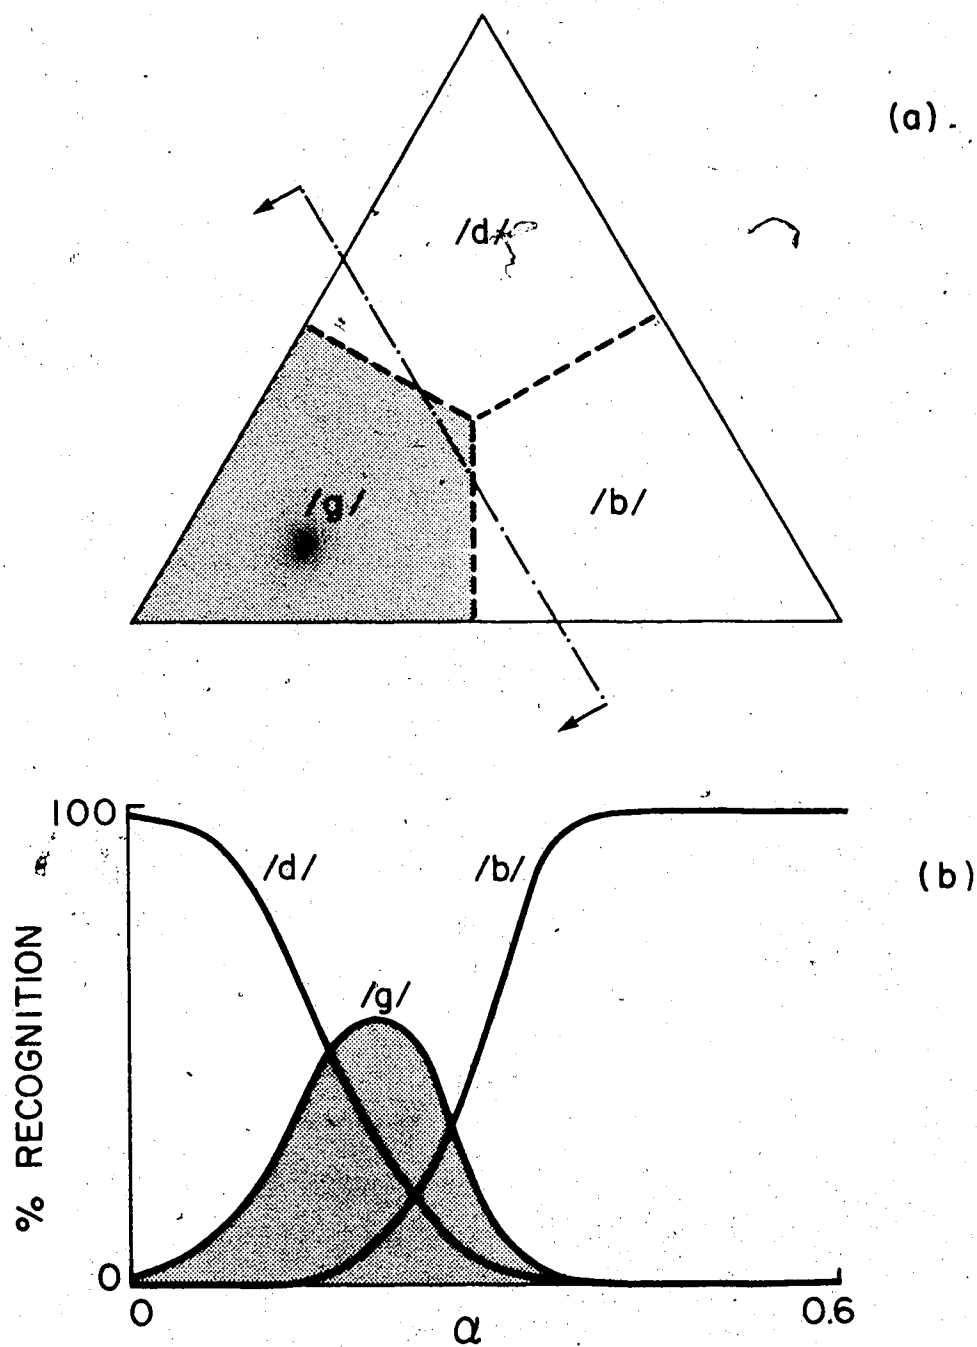 (a)
/d/
/g/
/b/
100
/d/
/b/
(b)
/g/
% RECOGNITION
0
0
α
0.6